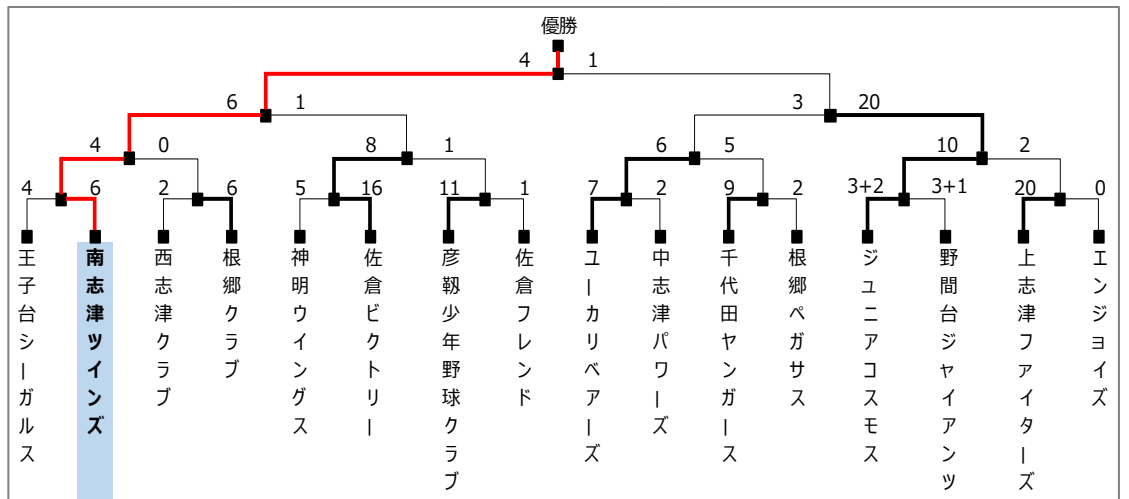 優勝
4 1
6 1 3 20
4 0 8 1 6 5 10 2
4 6 2 6 5 16 11 1 7 2 9 2 3+2 3+1 20 0
王子台シーガルス
南志津ツインズ
西志津クラブ
根郷クラブ
神明ウイングス
佐倉ビクトリー
彦靱少年野球クラブ
佐倉フレンド
ユーカリベアーズ
中志津パワーズ
千代田ヤンガース
根郷ペガサス
ジュニアコスモス
野間台ジャイアンツ
上志津ファイターズ
エンジョイズ